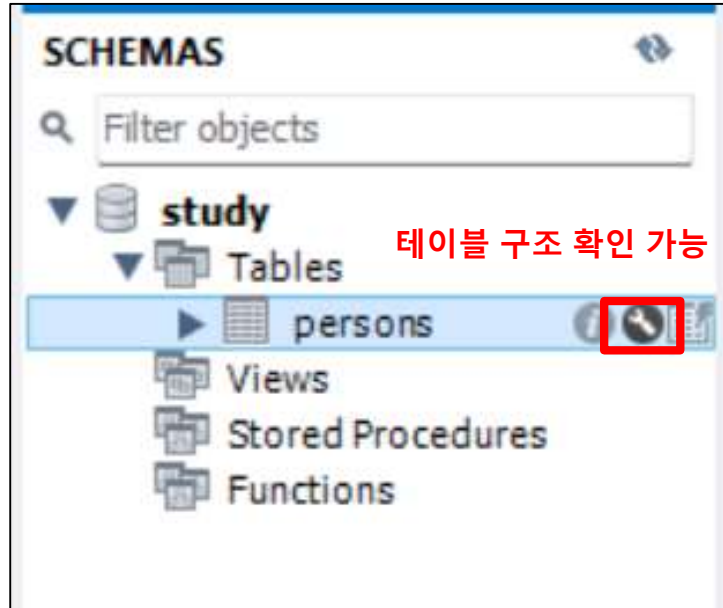 SCHEMAS
Filter objects
study
테이블 구조 확인 가능
Tables
persons
Views
Stored Procedures
Functions